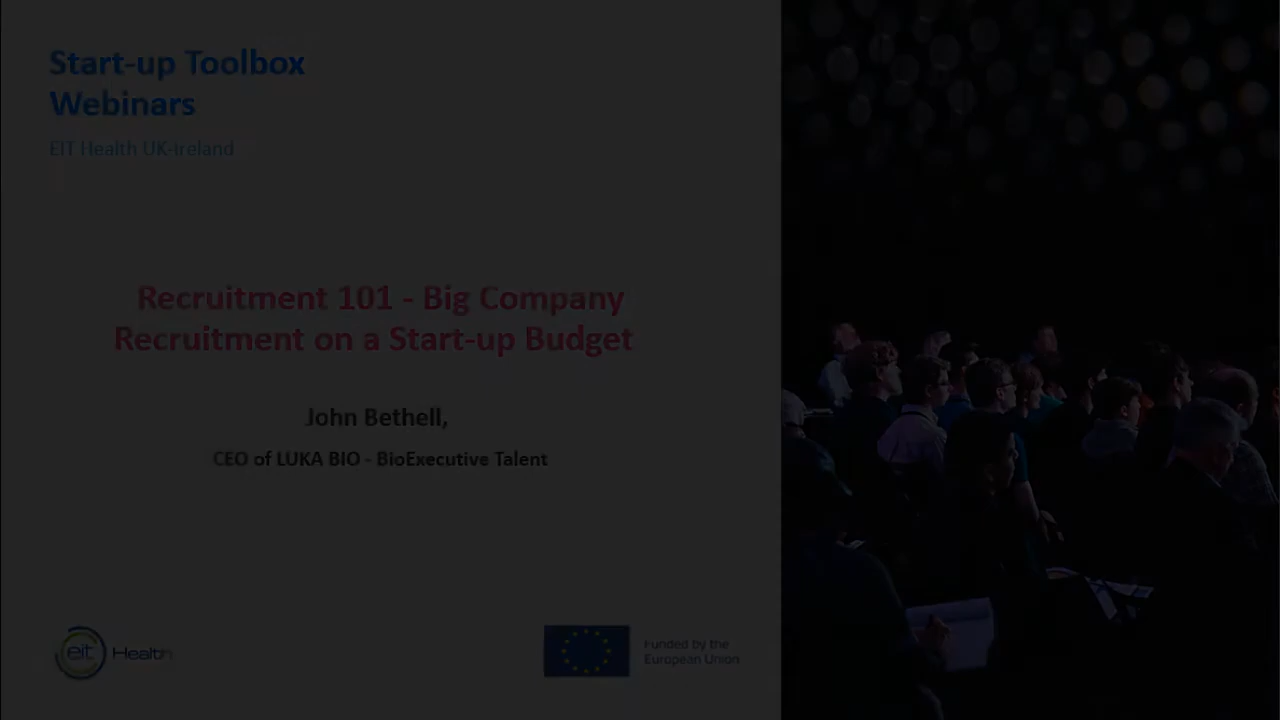 Start-up Toolbox
Webinars
EIT Health UK-Ireland
Recruitment 101 - Big Company
Recruitment on a Start-up Budget
John Bethell,
CEO of LUKA BIO - BioExecutive Talent
eit Health
Funded by the
European Union